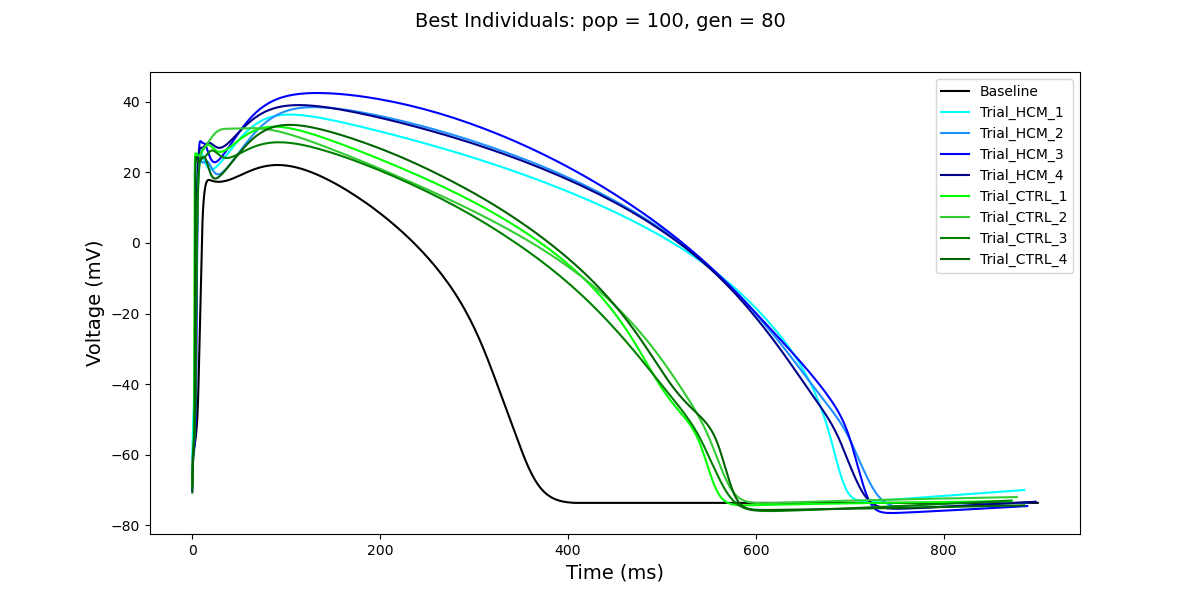 Best Individuals: pop = 100, gen = 80
Baseline
Trial_HCM_1
Trial_HCM_2
Trial_HCM_3
Trial_HCM_4
Trial_CTRL_1
Trial_CTRL_2
Trial_CTRL_3
Trial_CTRL_4
40
20
0
−20
−40
−60
−80
Voltage (mV)
0 200 400 600 800
Time (ms)